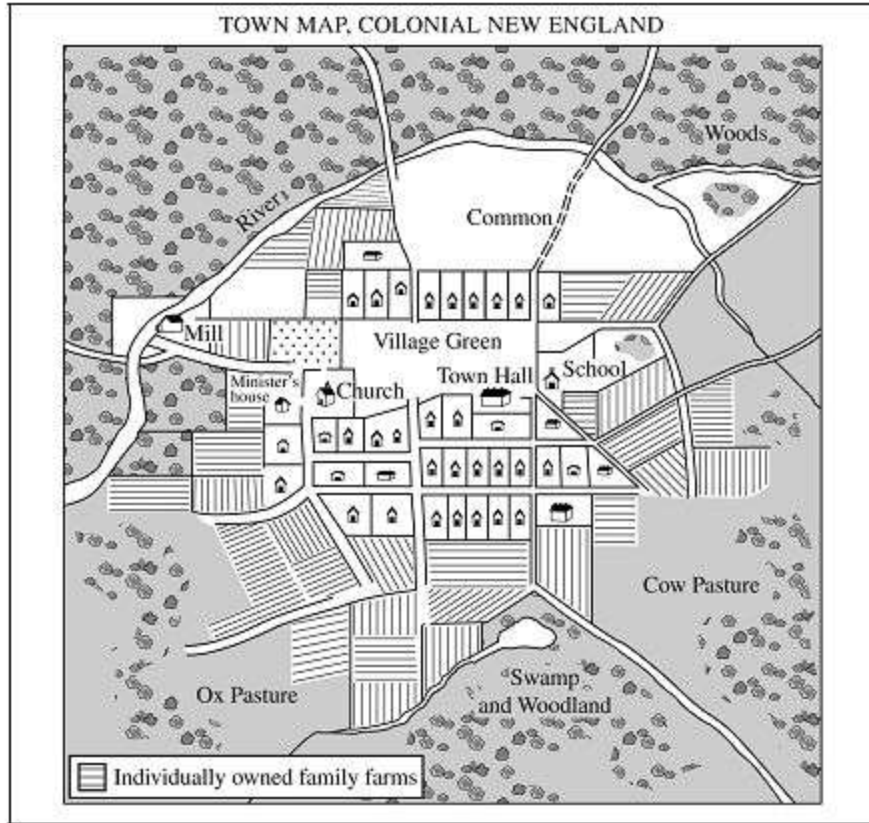 TOWN MAP, COLONIAL NEW ENGLAND
Woods
River
Common
Mill
Village Green
Minister's
house
Church
Town Hall
School
Cow Pasture
Ox Pasture
Swamp
and Woodland
Individually owned family farms